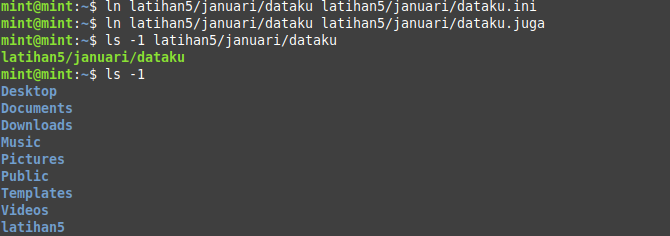 mint@mint:~$ ln latihan5/januari/dataku latihan5/januari/dataku.ini
mint@mint:~$ ln latihan5/januari/dataku latihan5/januari/dataku.juga
mint@mint:~$ ls -1 latihan5/januari/dataku
latihan5/januari/dataku
mint@mint:~$ ls -1
Desktop
Documents
Downloads
Music
Pictures
Public
Templates
Videos
latihan5